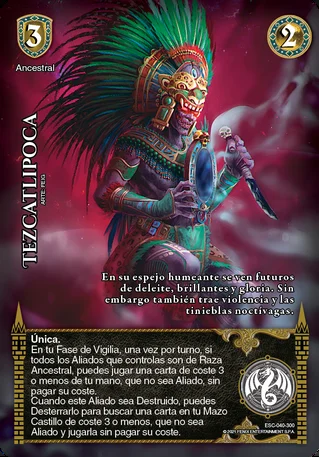 3
2
Ancestral
TEZCATLIPOCA
ARTE: FEIG
En su espejo humeante se ven futuros
de deleite, brillantes y gloria. Sin
embargo también trae violencia y las
tinieblas noctívagas.
Única.
En tu Fase de Vigilia, una vez por turno, si
todos los Aliados que controlas son de Raza
Ancestral, puedes jugar una carta de coste 3
o menos de tu mano, que no sea Aliado, sin
pagar su coste.
Cuando este Aliado sea Destruido, puedes
Desterrarlo para buscar una carta en tu Mazo
Castillo de coste 3 o menos, que no sea
Aliado y jugarla sin pagar su coste.
ESC-040-300
© 2021 FENIX ENTERTAINMENT S.P.A.